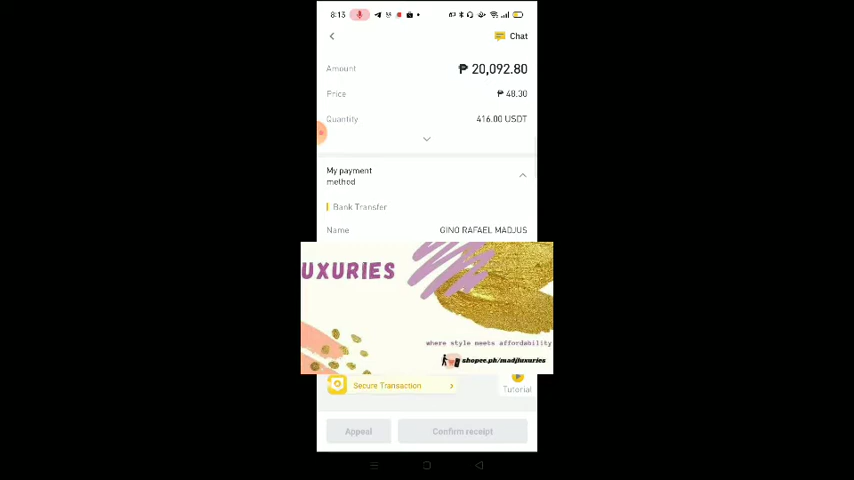 8:13
Chat
Amount ₱ 20,092.80
Price ₱ 48.30
Quantity 416.00 USDT
My payment
method
Bank Transfer
Name GINO RAFAEL MADJUS
UXURIES
where style meets affordability
shopee.ph/madjluxuries
Secure Transaction
Tutorial
Appeal Confirm receipt